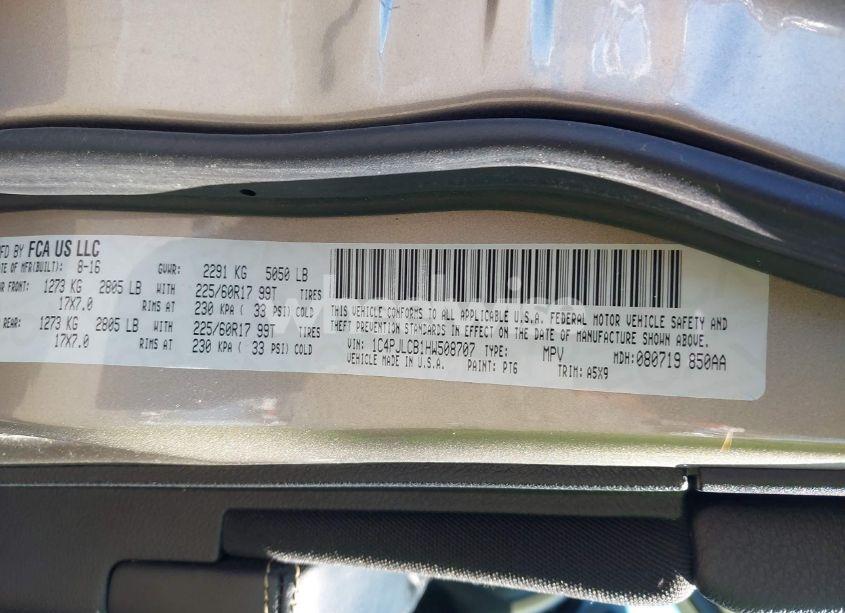 FD BY FCA US LLC
ATE OF MFR(BUILT): 8-16 GVWR: 2291 KG 5050 LB
FRONT: 1273 KG 2805 LB WITH 225/60R17 99T TIRES
17X7.0 RIMS AT 230 KPA ( 33 PSI) COLD
REAR: 1273 KG 2805 LB WITH 225/60R17 99T TIRES
17X7.0 RIMS AT 230 KPA ( 33 PSI) COLD
THIS VEHICLE CONFORMS TO ALL APPLICABLE U.S.A. FEDERAL MOTOR VEHICLE SAFETY AND
THEFT PREVENTION STANDARDS IN EFFECT ON THE DATE OF MANUFACTURE SHOWN ABOVE.
VIN: 1C4PJLCB1HW508707 TYPE: MPV MDH:080719 850AA
VEHICLE MADE IN U.S.A. PAINT: PT6 TRIM: A5X9